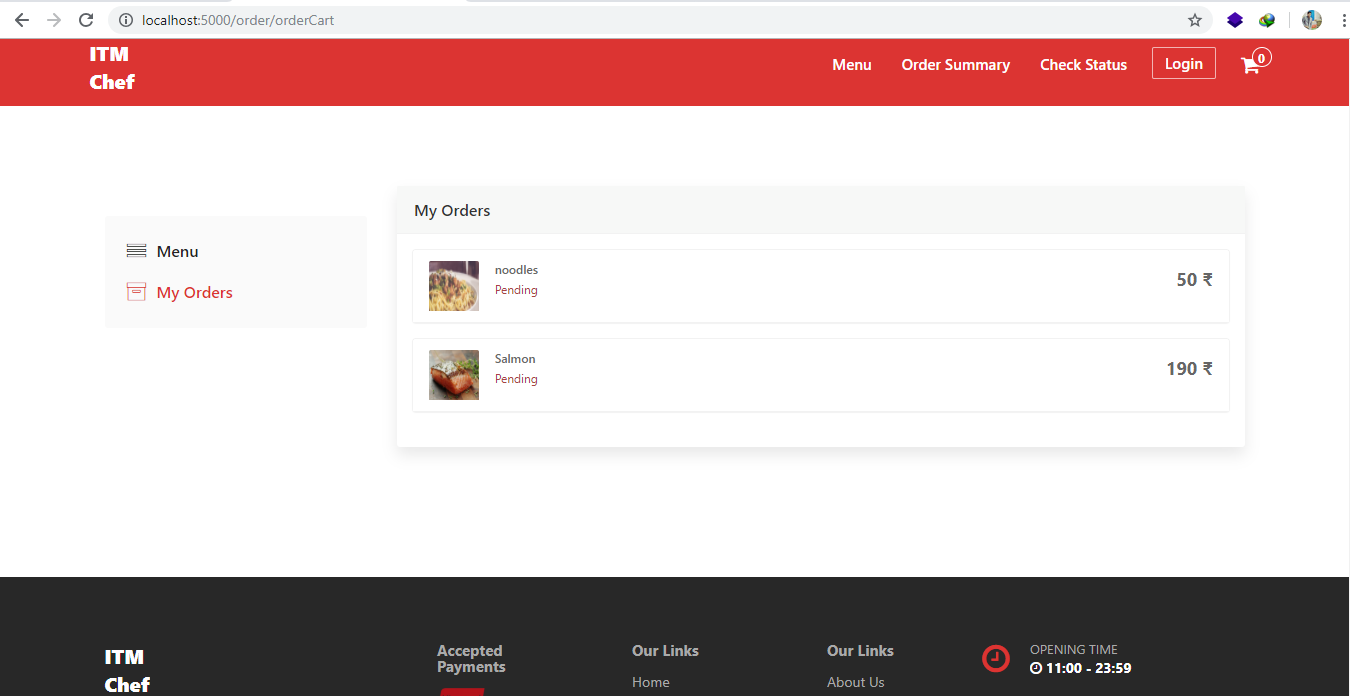 localhost:5000/order/orderCart
ITM
Chef
Menu
Order Summary
Check Status
Login
0
Menu
My Orders
My Orders
noodles
Pending
50 ₹
Salmon
Pending
190 ₹
ITM
Chef
Accepted
Payments
Our Links
Home
Our Links
About Us
OPENING TIME
11:00 - 23:59